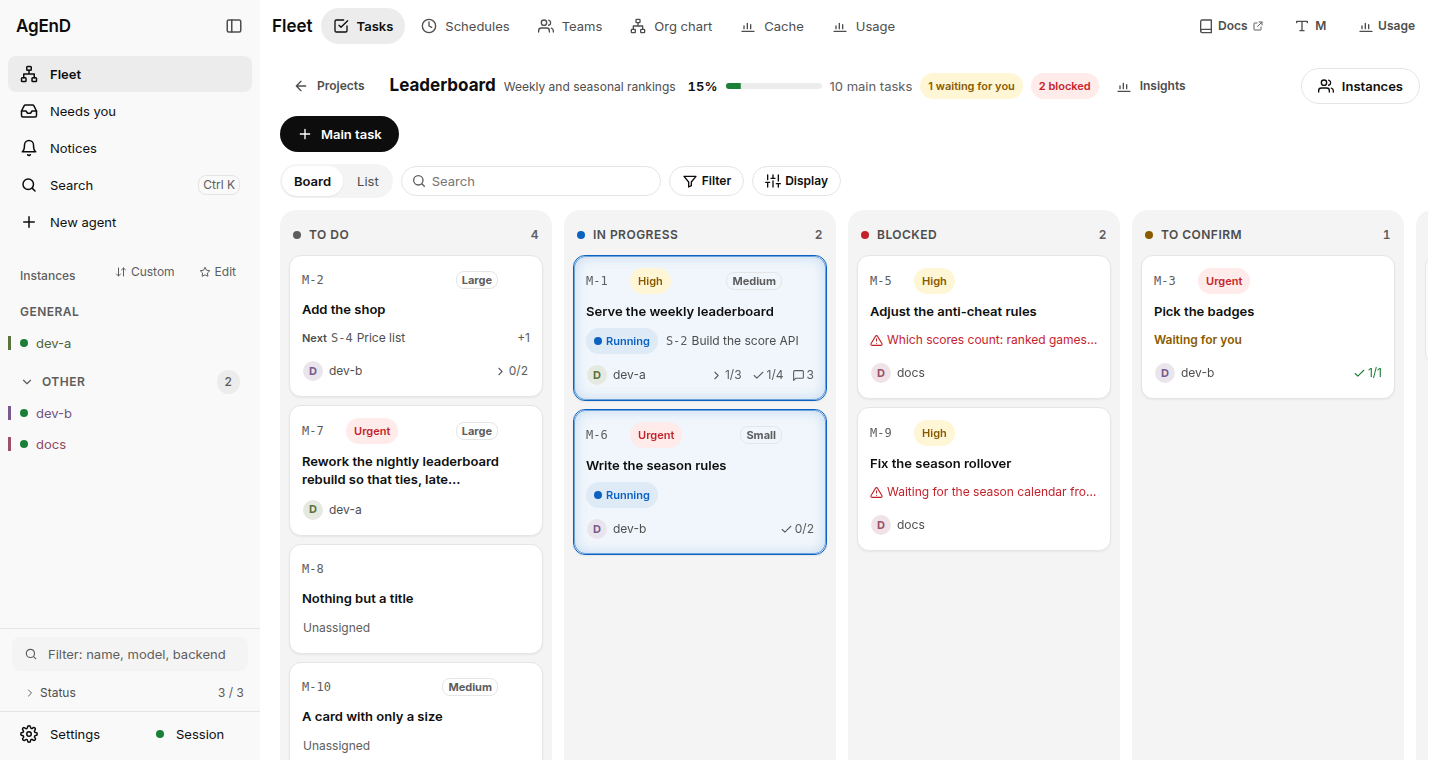 AgEnD
Fleet
Needs you
Notices
Search Ctrl K
New agent
Instances Custom Edit
GENERAL
dev-a
OTHER 2
dev-b
docs
Filter: name, model, backend
Status 3 / 3
Settings Session
Fleet Tasks Schedules Teams Org chart Cache Usage Docs M Usage
Projects Leaderboard Weekly and seasonal rankings 15% 10 main tasks 1 waiting for you 2 blocked Insights Instances
Main task
Board List Search Filter Display
TO DO 4
M-2 Large
Add the shop
Next S-4 Price list +1
D dev-b 0/2
M-7 Urgent Large
Rework the nightly leaderboard
rebuild so that ties, late…
D dev-a
M-8
Nothing but a title
Unassigned
M-10 Medium
A card with only a size
Unassigned
IN PROGRESS 2
M-1 High Medium
Serve the weekly leaderboard
Running S-2 Build the score API
D dev-a 1/3 1/4 3
M-6 Urgent Small
Write the season rules
Running
D dev-b 0/2
BLOCKED 2
M-5 High
Adjust the anti-cheat rules
Which scores count: ranked games…
D docs
M-9 High
Fix the season rollover
Waiting for the season calendar fro…
D docs
TO CONFIRM 1
M-3 Urgent
Pick the badges
Waiting for you
D dev-b 1/1